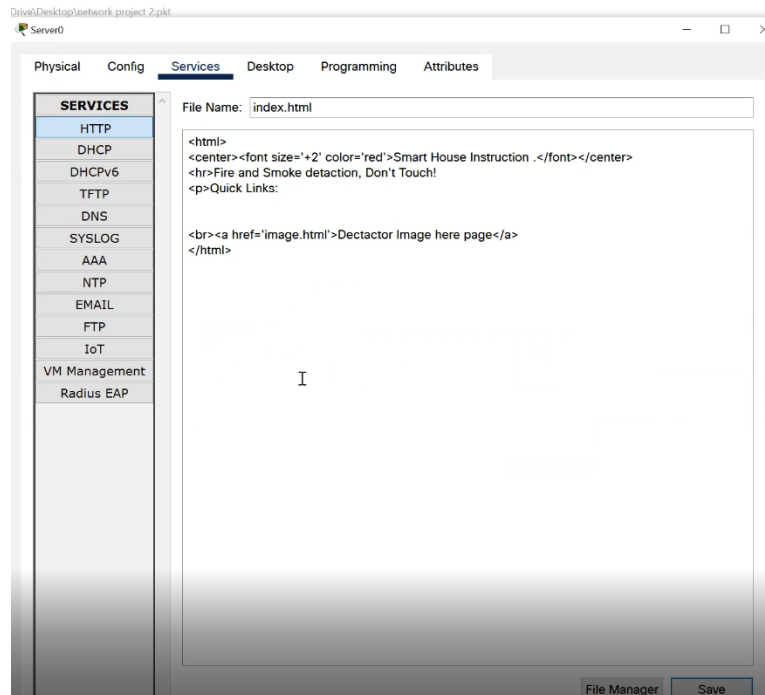 Drive\Desktop\network project 2.pkt
Server0
Physical Config Services Desktop Programming Attributes
SERVICES
HTTP
DHCP
DHCPv6
TFTP
DNS
SYSLOG
AAA
NTP
EMAIL
FTP
IoT
VM Management
Radius EAP
File Name: index.html
<html>
<center><font size='+2' color='red'>Smart House Instruction .</font></center>
<hr>Fire and Smoke detaction, Don't Touch!
<p>Quick Links:
<br><a href='image.html'>Dectactor Image here page</a>
</html>
File Manager Save